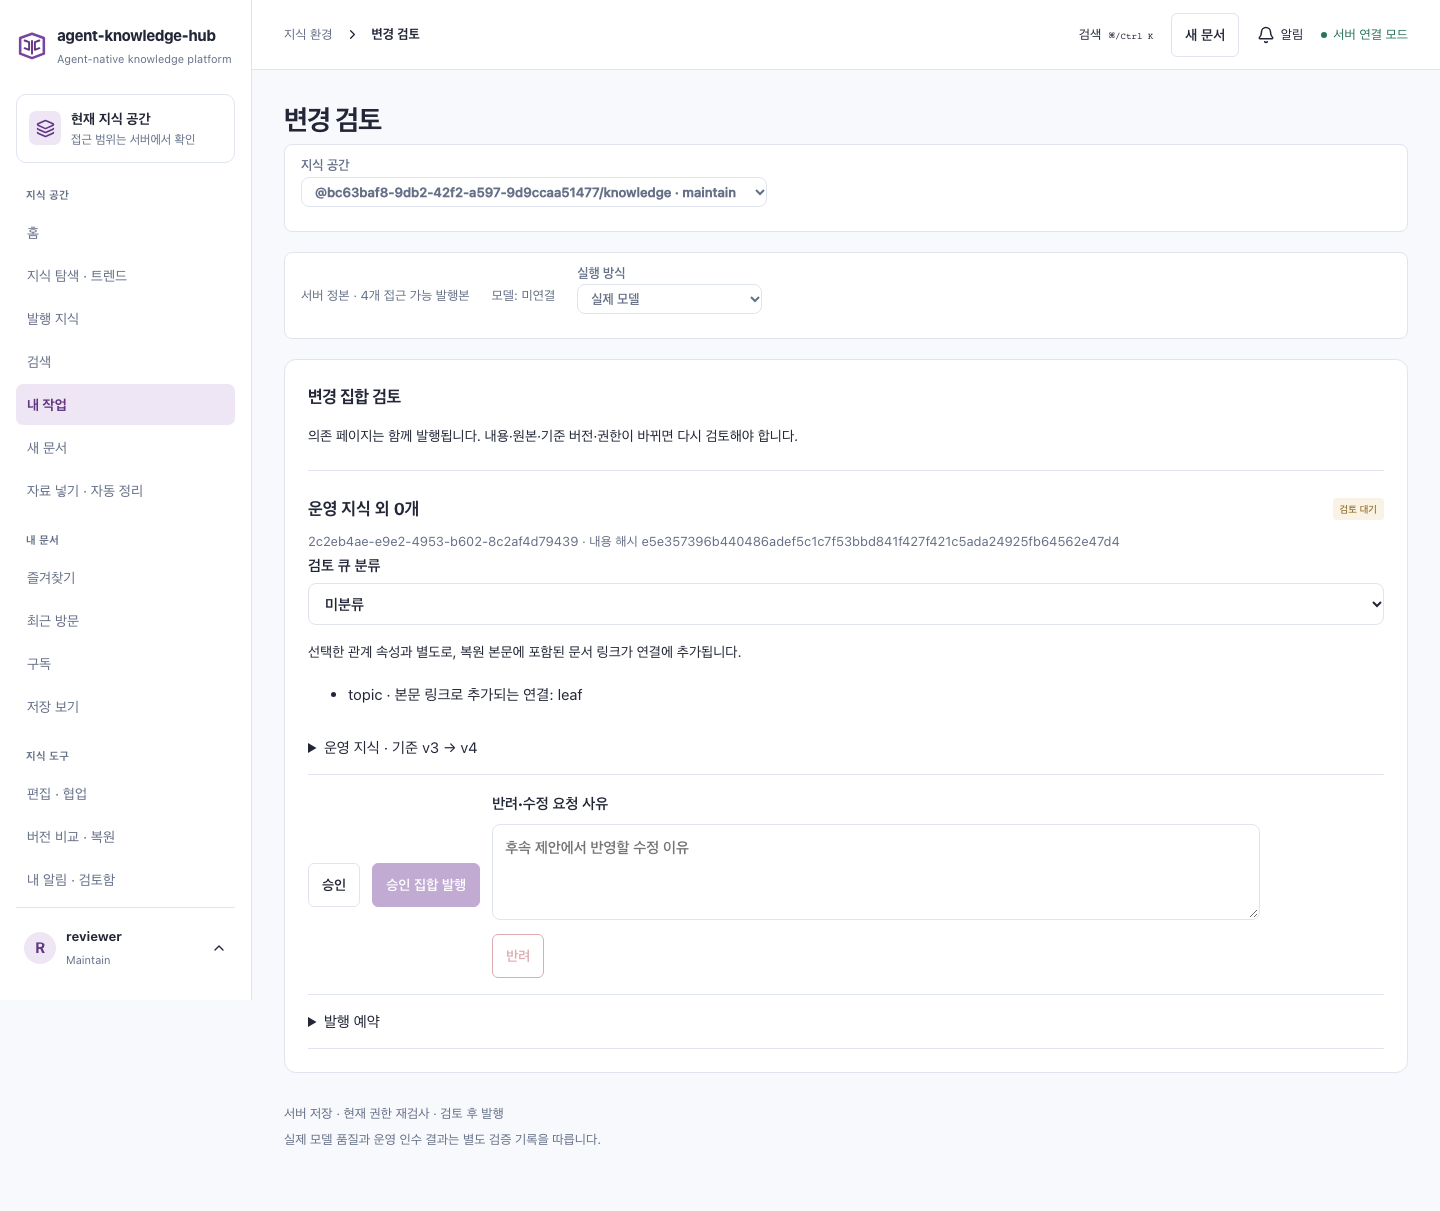 agent-knowledge-hub
Agent-native knowledge platform
현재 지식 공간
접근 범위는 서버에서 확인
지식 공간
홈
지식 탐색 · 트렌드
발행 지식
검색
내 작업
새 문서
자료 넣기 · 자동 정리
내 문서
즐겨찾기
최근 방문
구독
저장 보기
지식 도구
편집 · 협업
버전 비교 · 복원
내 알림 · 검토함
R
reviewer
Maintain
지식 환경
변경 검토
검색 ⌘/Ctrl K
새 문서
알림
서버 연결 모드
변경 검토
지식 공간
@bc63baf8-9db2-42f2-a597-9d9ccaa51477/knowledge · maintain
서버 정본 · 4개 접근 가능 발행본
모델: 미연결
실행 방식
실제 모델
변경 집합 검토
의존 페이지는 함께 발행됩니다. 내용·원본·기준 버전·권한이 바뀌면 다시 검토해야 합니다.
운영 지식 외 0개
검토 대기
2c2eb4ae-e9e2-4953-b602-8c2af4d79439 · 내용 해시 e5e357396b440486adef5c1c7f53bbd841f427f421c5ada24925fb64562e47d4
검토 큐 분류
미분류
선택한 관계 속성과 별도로, 복원 본문에 포함된 문서 링크가 연결에 추가됩니다.
topic · 본문 링크로 추가되는 연결: leaf
운영 지식 · 기준 v3 → v4
승인
승인 집합 발행
반려·수정 요청 사유
후속 제안에서 반영할 수정 이유
반려
발행 예약
서버 저장 · 현재 권한 재검사 · 검토 후 발행
실제 모델 품질과 운영 인수 결과는 별도 검증 기록을 따릅니다.